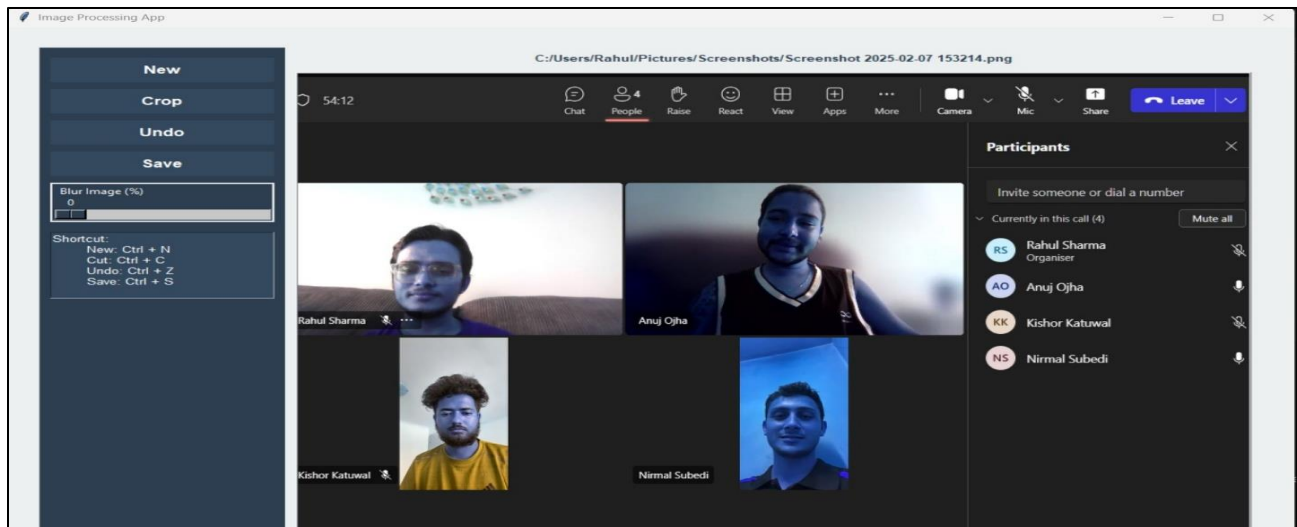 Image Processing App
New
Crop
Undo
Save
Blur Image (%)
0
Shortcut:
New: Ctrl + N
Cut: Ctrl + C
Undo: Ctrl + Z
Save: Ctrl + S
C:/Users/Rahul/Pictures/Screenshots/Screenshot 2025-02-07 153214.png
54:12
Chat
4
People
Raise
React
View
Apps
More
Camera
Mic
Share
Leave
Rahul Sharma
Anuj Ojha
Kishor Katuwal
Nirmal Subedi
Participants
Invite someone or dial a number
Currently in this call (4)
Mute all
RS
Rahul Sharma
Organiser
AO
Anuj Ojha
KK
Kishor Katuwal
NS
Nirmal Subedi